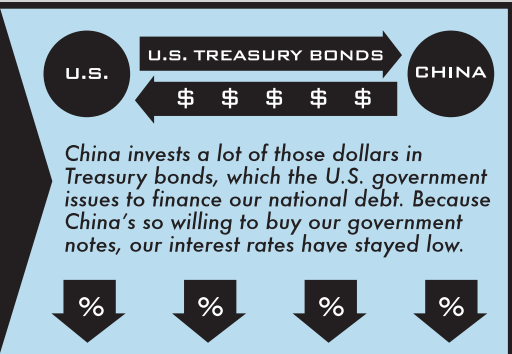 U.S.
U.S. TREASURY BONDS
CHINA
$ $ $ $ $
China invests a lot of those dollars in
Treasury bonds, which the U.S. government
issues to finance our national debt. Because
China's so willing to buy our government
notes, our interest rates have stayed low.
% % % %